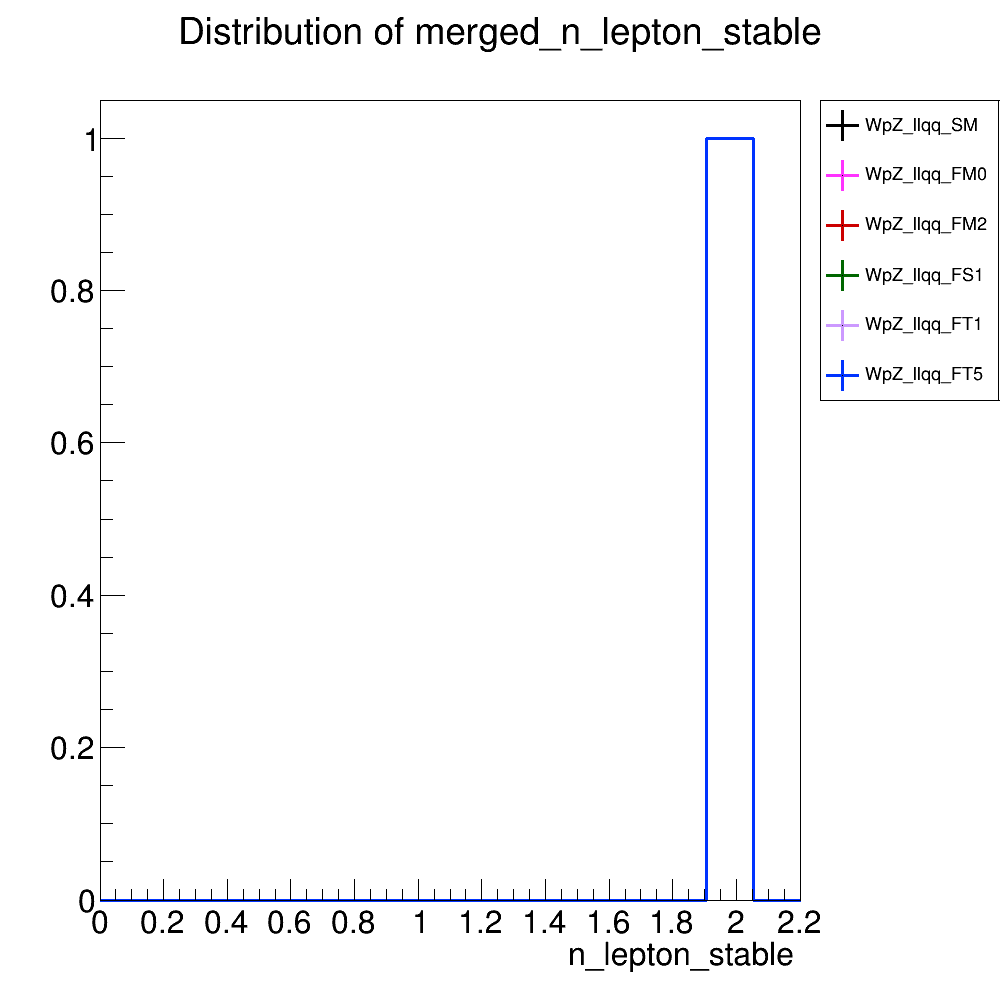 Distribution of merged_n_lepton_stable
1
0.8
0.6
0.4
0.2
0
0 0.2 0.4 0.6 0.8 1 1.2 1.4 1.6 1.8 2 2.2
n_lepton_stable
WpZ_llqq_SM
WpZ_llqq_FM0
WpZ_llqq_FM2
WpZ_llqq_FS1
WpZ_llqq_FT1
WpZ_llqq_FT5